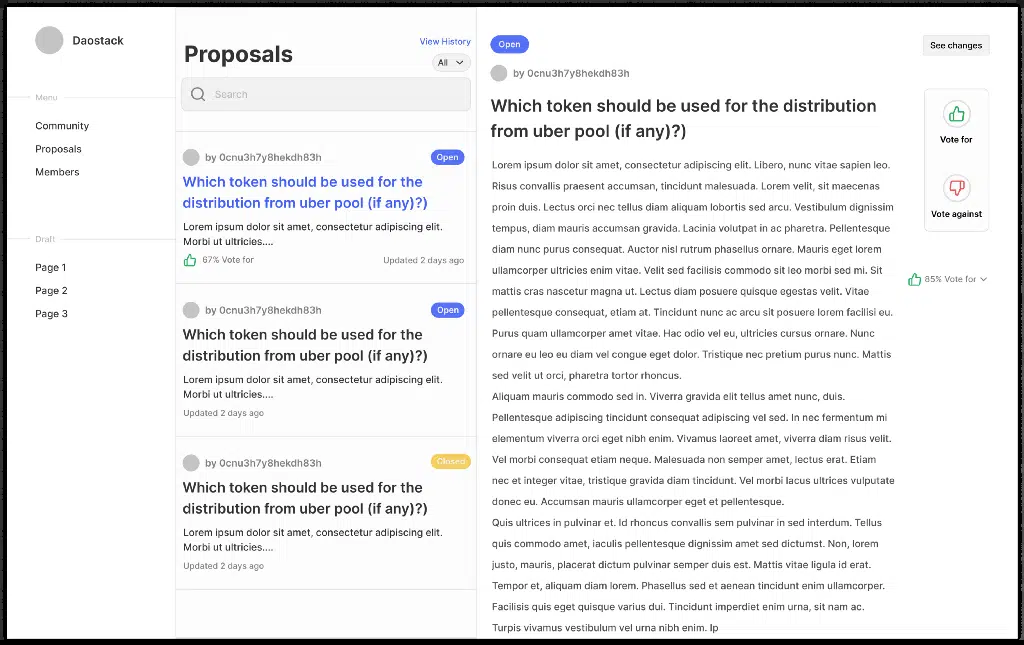 Daostack
Menu
Community
Proposals
Members
Draft
Page 1
Page 2
Page 3
Proposals
View History
All
Search
by 0cnu3h7y8hekdh83h
Open
Which token should be used for the
distribution from uber pool (if any)?)
Lorem ipsum dolor sit amet, consectetur adipiscing elit.
Morbi ut ultricies....
67% Vote for
Updated 2 days ago
by 0cnu3h7y8hekdh83h
Open
Which token should be used for the
distribution from uber pool (if any)?)
Lorem ipsum dolor sit amet, consectetur adipiscing elit.
Morbi ut ultricies....
Updated 2 days ago
by 0cnu3h7y8hekdh83h
Closed
Which token should be used for the
distribution from uber pool (if any)?)
Lorem ipsum dolor sit amet, consectetur adipiscing elit.
Morbi ut ultricies....
Updated 2 days ago
Open
See changes
by 0cnu3h7y8hekdh83h
Which token should be used for the distribution
from uber pool (if any)?)
Lorem ipsum dolor sit amet, consectetur adipiscing elit. Libero, nunc vitae sapien leo.
Risus convallis praesent accumsan, tincidunt malesuada. Lorem velit, sit maecenas
proin duis. Lectus orci nec tellus diam aliquam lobortis sed arcu. Vestibulum dignissim
tempus, diam mauris accumsan gravida. Lacinia volutpat in ac pharetra. Pellentesque
diam nunc purus consequat. Auctor nisl rutrum phasellus ornare. Mauris eget lorem
ullamcorper ultricies enim vitae. Velit sed facilisis commodo sit leo morbi sed mi. Sit
mattis cras nascetur magna ut. Lectus diam posuere quisque egestas velit. Vitae
pellentesque consequat, etiam at. Tincidunt nunc ac arcu sit posuere lorem facilisi eu.
Purus quam ullamcorper amet vitae. Hac odio vel eu, ultricies cursus ornare. Nunc
ornare eu leo eu diam vel congue eget dolor. Tristique nec pretium purus nunc. Mattis
sed velit ut orci, pharetra tortor rhoncus.
Aliquam mauris commodo sed in. Viverra gravida elit tellus amet nunc, duis.
Pellentesque adipiscing tincidunt consequat adipiscing vel sed. In nec fermentum mi
elementum viverra orci eget nibh enim. Vivamus laoreet amet, viverra diam risus velit.
Vel morbi consequat etiam neque. Malesuada non semper amet, lectus erat. Etiam
nec et integer vitae, tristique gravida diam tincidunt. Vel morbi lacus ultrices vulputate
donec eu. Accumsan mauris ullamcorper eget et pellentesque.
Quis ultrices in pulvinar et. Id rhoncus convallis sem pulvinar in sed interdum. Tellus
quis commodo amet, iaculis pellentesque dignissim amet sed dictumst. Non, lorem
justo, mauris, placerat dictum pulvinar semper duis est. Mattis vitae ligula id erat.
Tempor et, aliquam diam lorem. Phasellus sed et aenean tincidunt enim ullamcorper.
Facilisis quis eget quisque varius dui. Tincidunt imperdiet enim urna, sit nam ac.
Turpis vivamus vestibulum vel urna nibh enim. Ip
Vote for
Vote against
85% Vote for